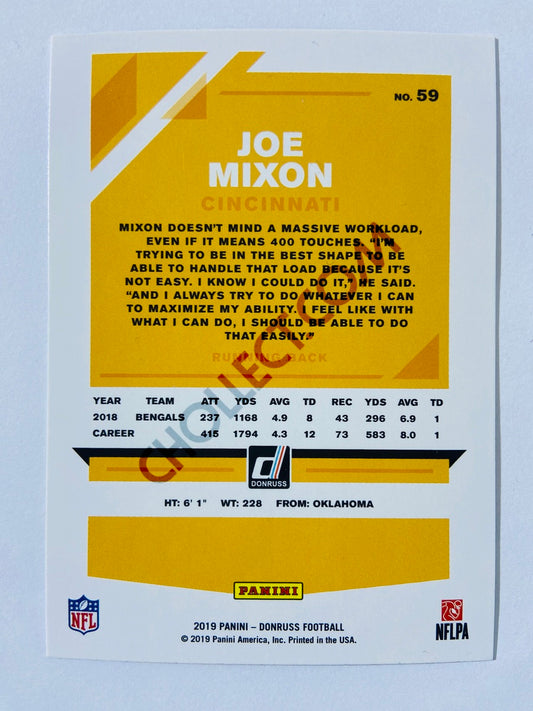 NO. 59
JOE
MIXON
CINCINNATI
MIXON DOESN'T MIND A MASSIVE WORKLOAD,
EVEN IF IT MEANS 400 TOUCHES. "I'M
TRYING TO BE IN THE BEST SHAPE TO BE
ABLE TO HANDLE THAT LOAD BECAUSE IT'S
NOT EASY. I KNOW I COULD DO IT," HE SAID.
"AND I ALWAYS TRY TO DO WHATEVER I CAN
TO MAXIMIZE MY ABILITY. I FEEL LIKE WITH
WHAT I CAN DO, I SHOULD BE ABLE TO DO
THAT EASILY."
RUNNING BACK
CHOLLECT.COM
YEAR TEAM ATT YDS AVG TD REC YDS AVG TD
2018 BENGALS 237 1168 4.9 8 43 296 6.9 1
CAREER 415 1794 4.3 12 73 583 8.0 1
d
DONRUSS
HT: 6' 1" WT: 228 FROM: OKLAHOMA
PANINI
NFL
2019 PANINI – DONRUSS FOOTBALL
© 2019 Panini America, Inc. Printed in the USA.
NFLPA